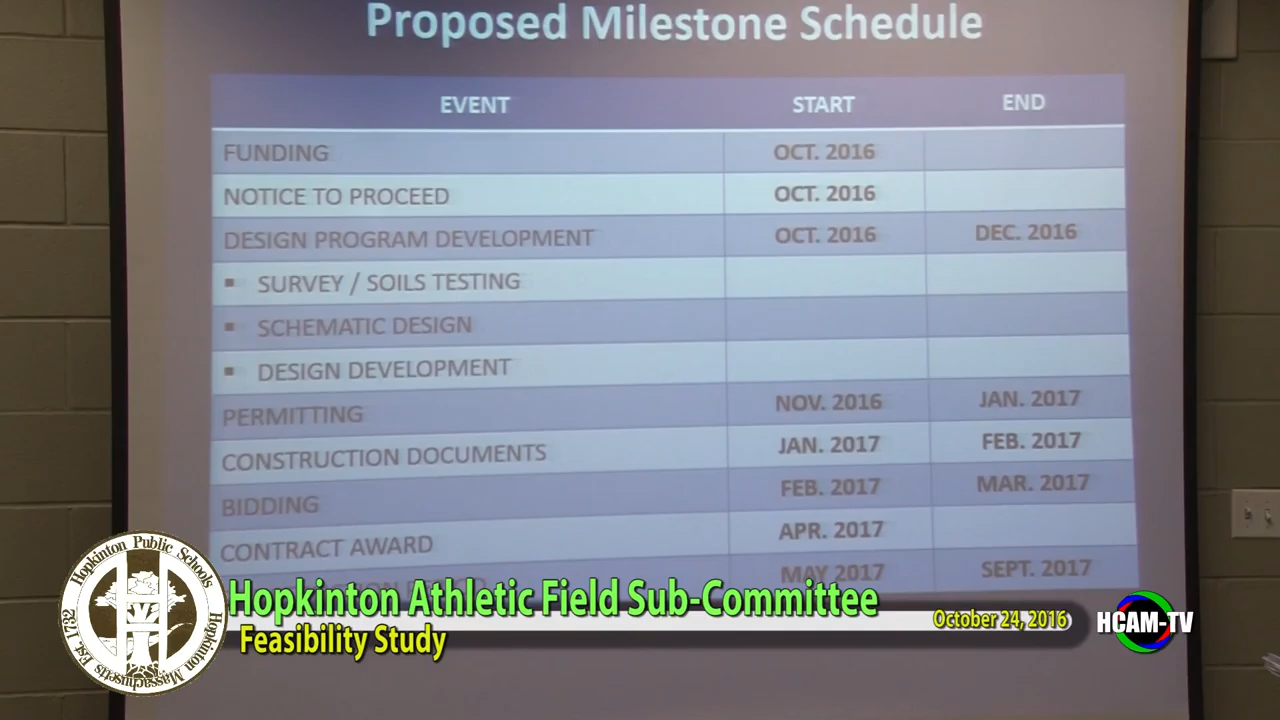 Proposed Milestone Schedule
EVENT START END
FUNDING OCT. 2016
NOTICE TO PROCEED OCT. 2016
DESIGN PROGRAM DEVELOPMENT OCT. 2016 DEC. 2016
▪ SURVEY / SOILS TESTING
▪ SCHEMATIC DESIGN
▪ DESIGN DEVELOPMENT
PERMITTING NOV. 2016 JAN. 2017
CONSTRUCTION DOCUMENTS JAN. 2017 FEB. 2017
BIDDING FEB. 2017 MAR. 2017
CONTRACT AWARD APR. 2017
MAY 2017 SEPT. 2017
Hopkinton Public Schools
Hopkinton Massachusetts Est. 1732
Hopkinton Athletic Field Sub-Committee
Feasibility Study
October 24, 2016
HCAM-TV